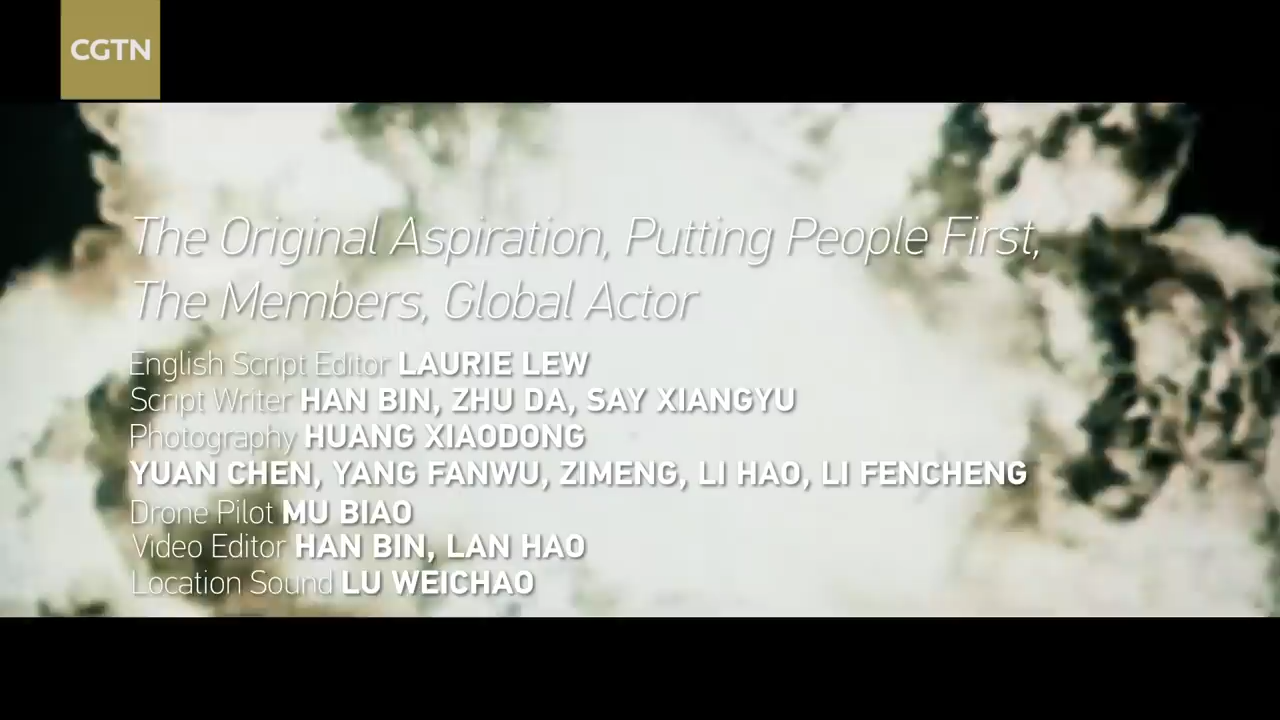 CGTN
The Original Aspiration, Putting People First,
The Members, Global Actor
English Script Editor LAURIE LEW
Script Writer HAN BIN, ZHU DA, SAY XIANGYU
Photography HUANG XIAODONG
YUAN CHEN, YANG FANWU, ZIMENG, LI HAO, LI FENCHENG
Drone Pilot MU BIAO
Video Editor HAN BIN, LAN HAO
Location Sound LU WEICHAO